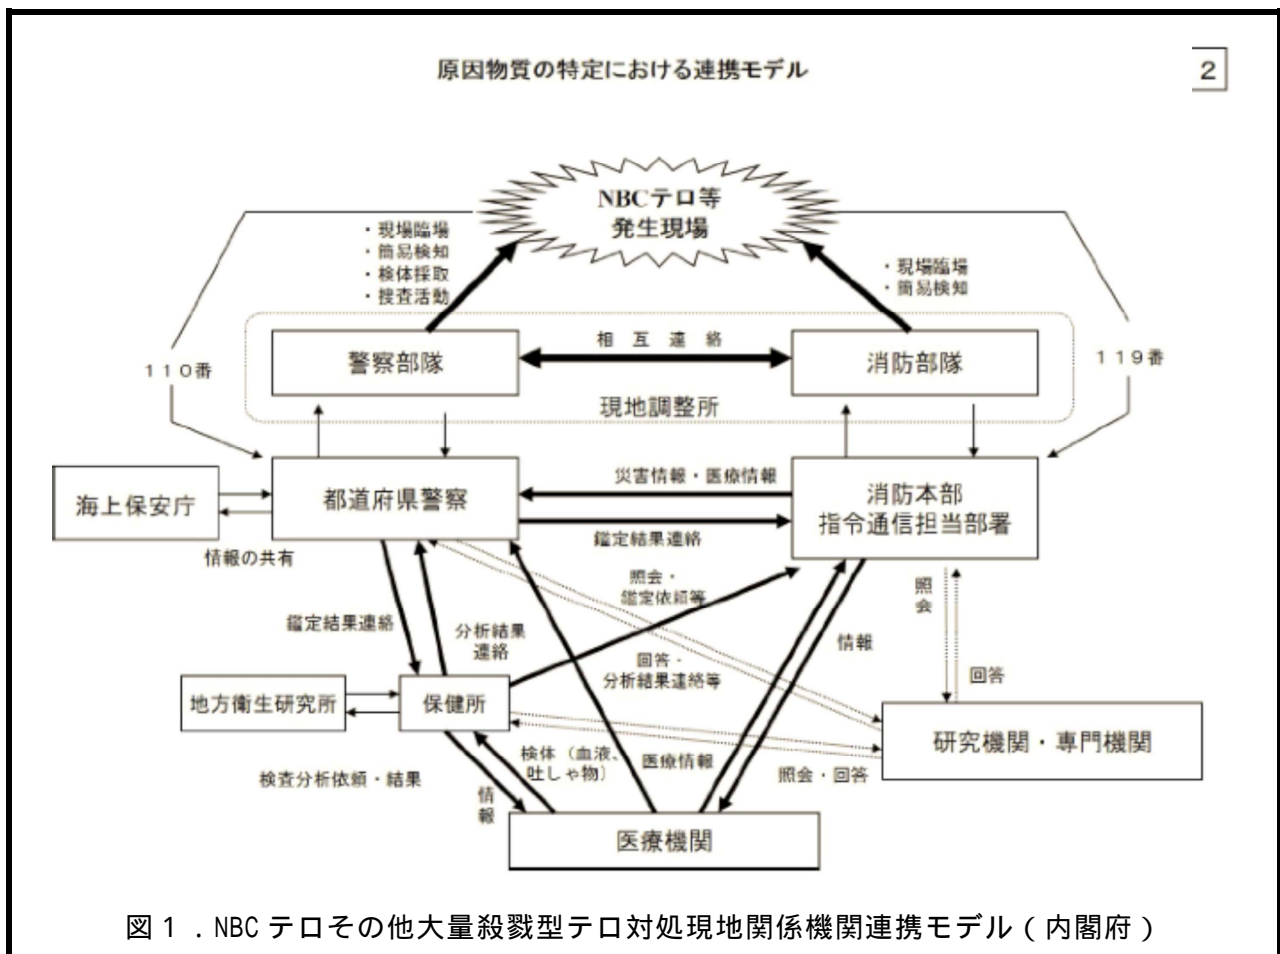 原因物質の特定における連携モデル
2
NBCテロ等
発生現場
・現場臨場
・簡易検知
・検体採取
・捜査活動
・現場臨場
・簡易検知
警察部隊
相互連絡
消防部隊
現地調整所
110番
119番
海上保安庁
都道府県警察
災害情報・医療情報
鑑定結果連絡
消防本部
指令通信担当部署
情報の共有
照会・
鑑定依頼等
照会
鑑定結果連絡
分析結果
連絡
回答・
分析結果連絡等
情報
回答
地方衛生研究所
保健所
研究機関・専門機関
検体（血液、
吐しゃ物）
医療情報
照会・回答
検査分析依頼・結果
情報
医療機関
図１．NBCテロその他大量殺戮型テロ対処現地関係機関連携モデル（内閣府）